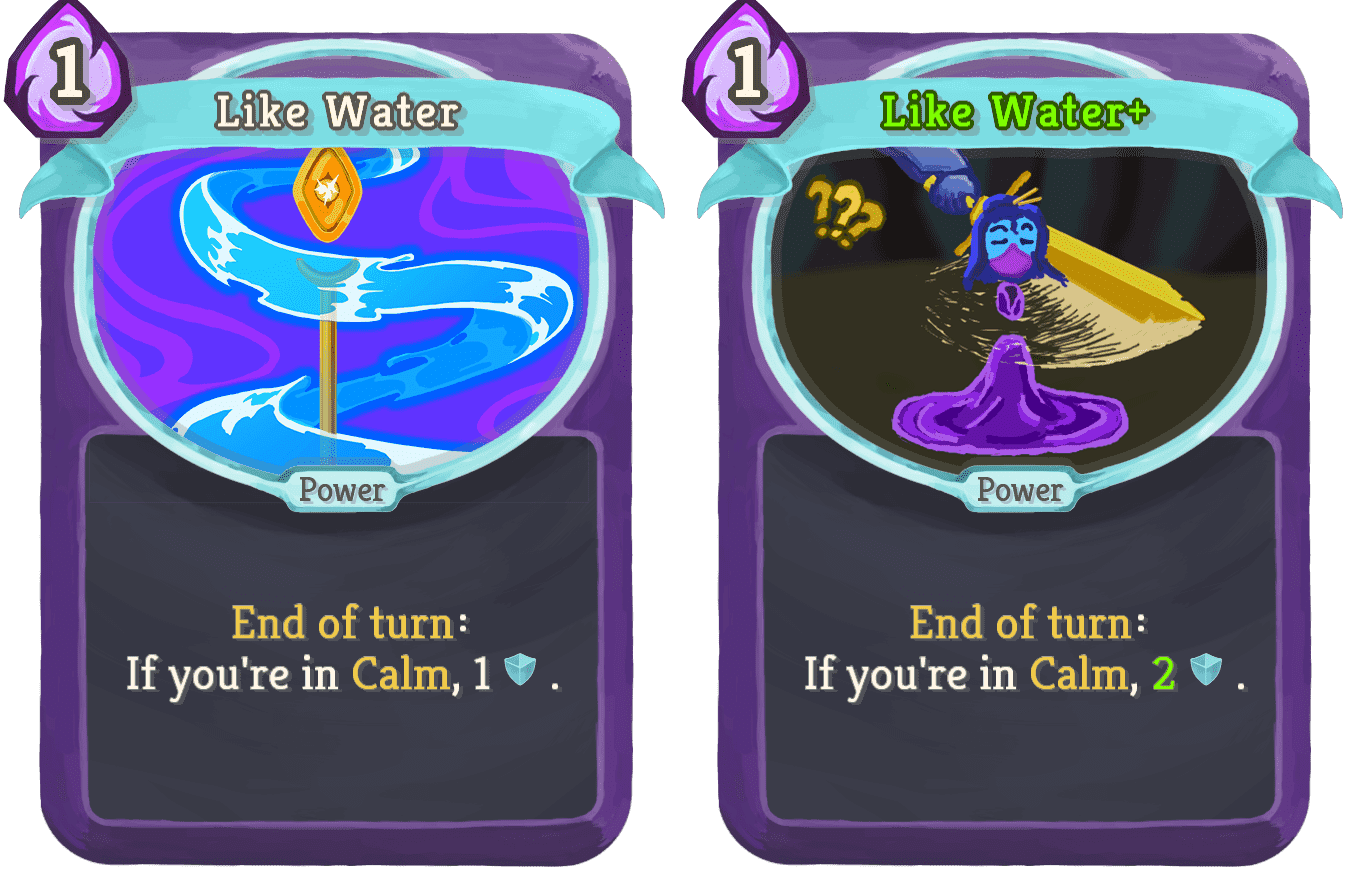 1
Like Water
Power
End of turn:
If you're in Calm, 1 .
1
Like Water+
???
Power
End of turn:
If you're in Calm, 2 .